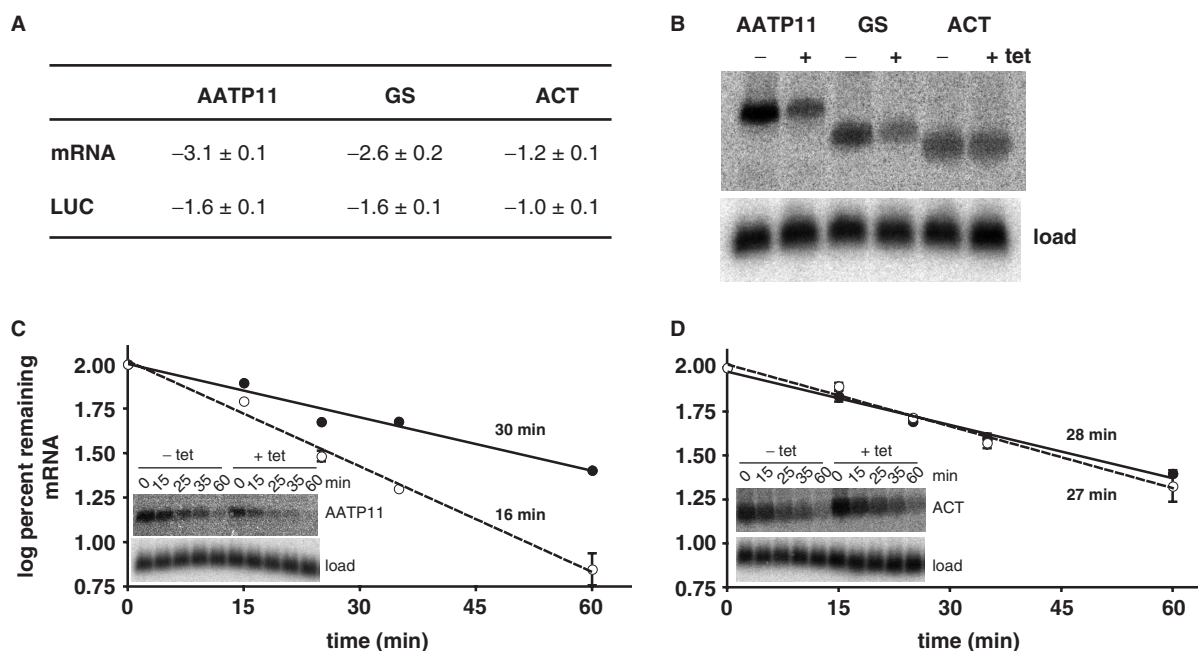 A
AATP11 GS ACT
mRNA −3.1 ± 0.1 −2.6 ± 0.2 −1.2 ± 0.1
LUC −1.6 ± 0.1 −1.6 ± 0.1 −1.0 ± 0.1
B
AATP11 GS ACT
− + − + − + tet
load
C
log percent remaining
mRNA
2.00
1.75
1.50
1.25
1.00
0.75
0 15 30 45 60
time (min)
30 min
16 min
− tet + tet
0 15 25 35 60 0 15 25 35 60 min
AATP11
load
D
2.00
1.75
1.50
1.25
1.00
0.75
0 15 30 45 60
time (min)
28 min
27 min
− tet + tet
0 15 25 35 60 0 15 25 35 60 min
ACT
load